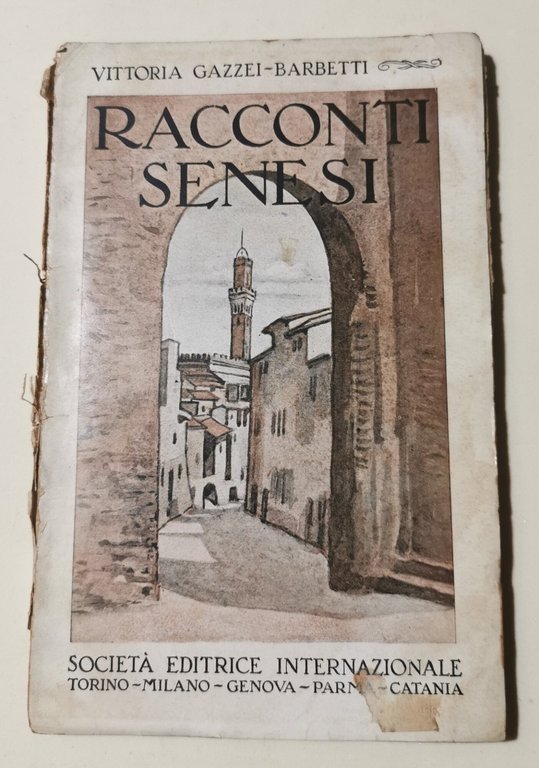 VITTORIA GAZZEI-BARBETTI
RACCONTI
SENESI
SOCIETÀ EDITRICE INTERNAZIONALE
TORINO-MILANO-GENOVA-PARMA-CATANIA